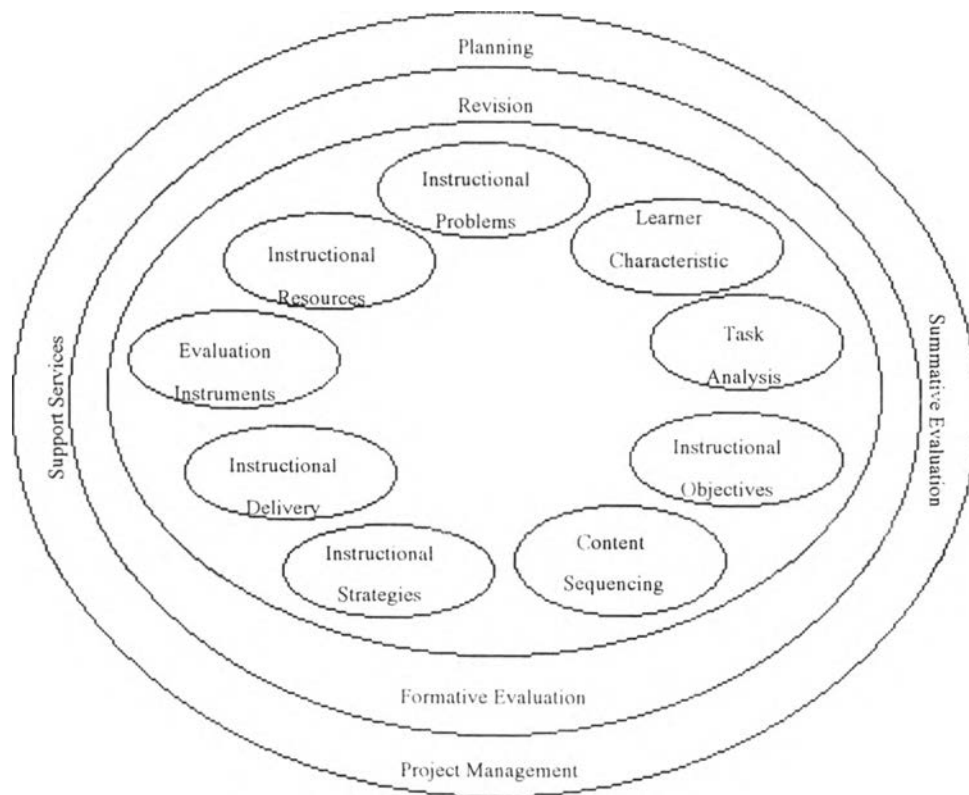 Planning
Revision
Instructional
Problems
Learner
Characteristic
Instructional
Resources
Task
Analysis
Evaluation
Instruments
Support Services
Summative Evaluation
Instructional
Objectives
Instructional
Delivery
Content
Sequencing
Instructional
Strategies
Formative Evaluation
Project Management